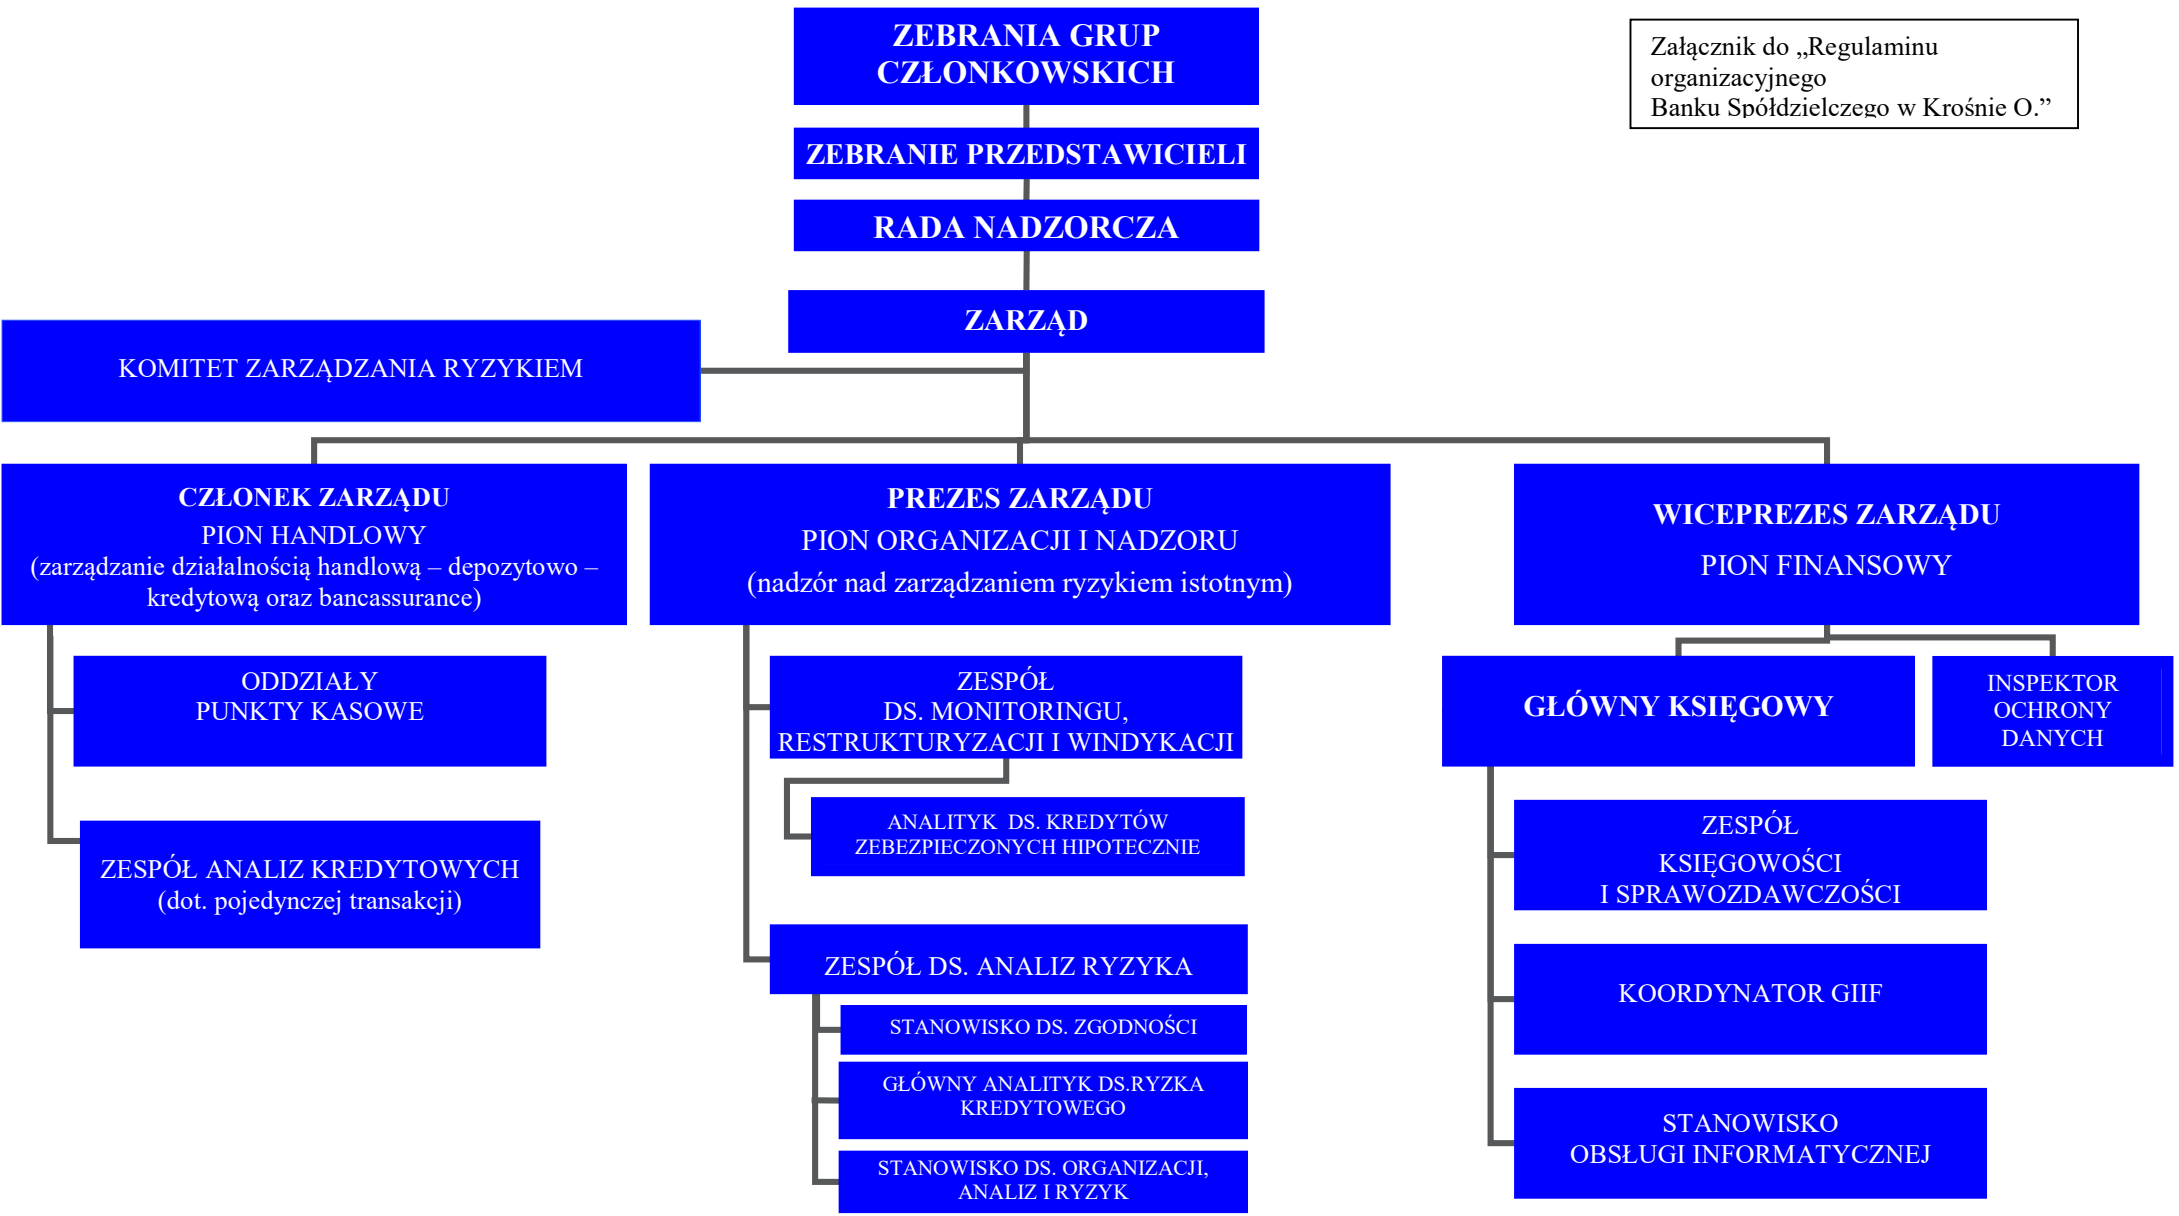 ZEBRANIA GRUP
CZŁONKOWSKICH
Załącznik do „Regulaminu
organizacyjnego
Banku Spółdzielczego w Krośnie O.”
ZEBRANIE PRZEDSTAWICIELI
RADA NADZORCZA
ZARZĄD
KOMITET ZARZĄDZANIA RYZYKIEM
CZŁONEK ZARZĄDU
PION HANDLOWY
(zarządzanie działalnością handlową – depozytowo –
kredytową oraz bancassurance)
PREZES ZARZĄDU
PION ORGANIZACJI I NADZORU
(nadzór nad zarządzaniem ryzykiem istotnym)
WICEPREZES ZARZĄDU
PION FINANSOWY
ODDZIAŁY
PUNKTY KASOWE
ZESPÓŁ ANALIZ KREDYTOWYCH
(dot. pojedynczej transakcji)
ZESPÓŁ
DS. MONITORINGU,
RESTRUKTURYZACJI I WINDYKACJI
ANALITYK  DS. KREDYTÓW
ZEBEZPIECZONYCH HIPOTECZNIE
ZESPÓŁ DS. ANALIZ RYZYKA
STANOWISKO DS. ZGODNOŚCI
GŁÓWNY ANALITYK DS.RYZKA
KREDYTOWEGO
STANOWISKO DS. ORGANIZACJI,
ANALIZ I RYZYK
GŁÓWNY KSIĘGOWY
INSPEKTOR
OCHRONY
DANYCH
ZESPÓŁ
KSIĘGOWOŚCI
I SPRAWOZDAWCZOŚCI
KOORDYNATOR GIIF
STANOWISKO
OBSŁUGI INFORMATYCZNEJ